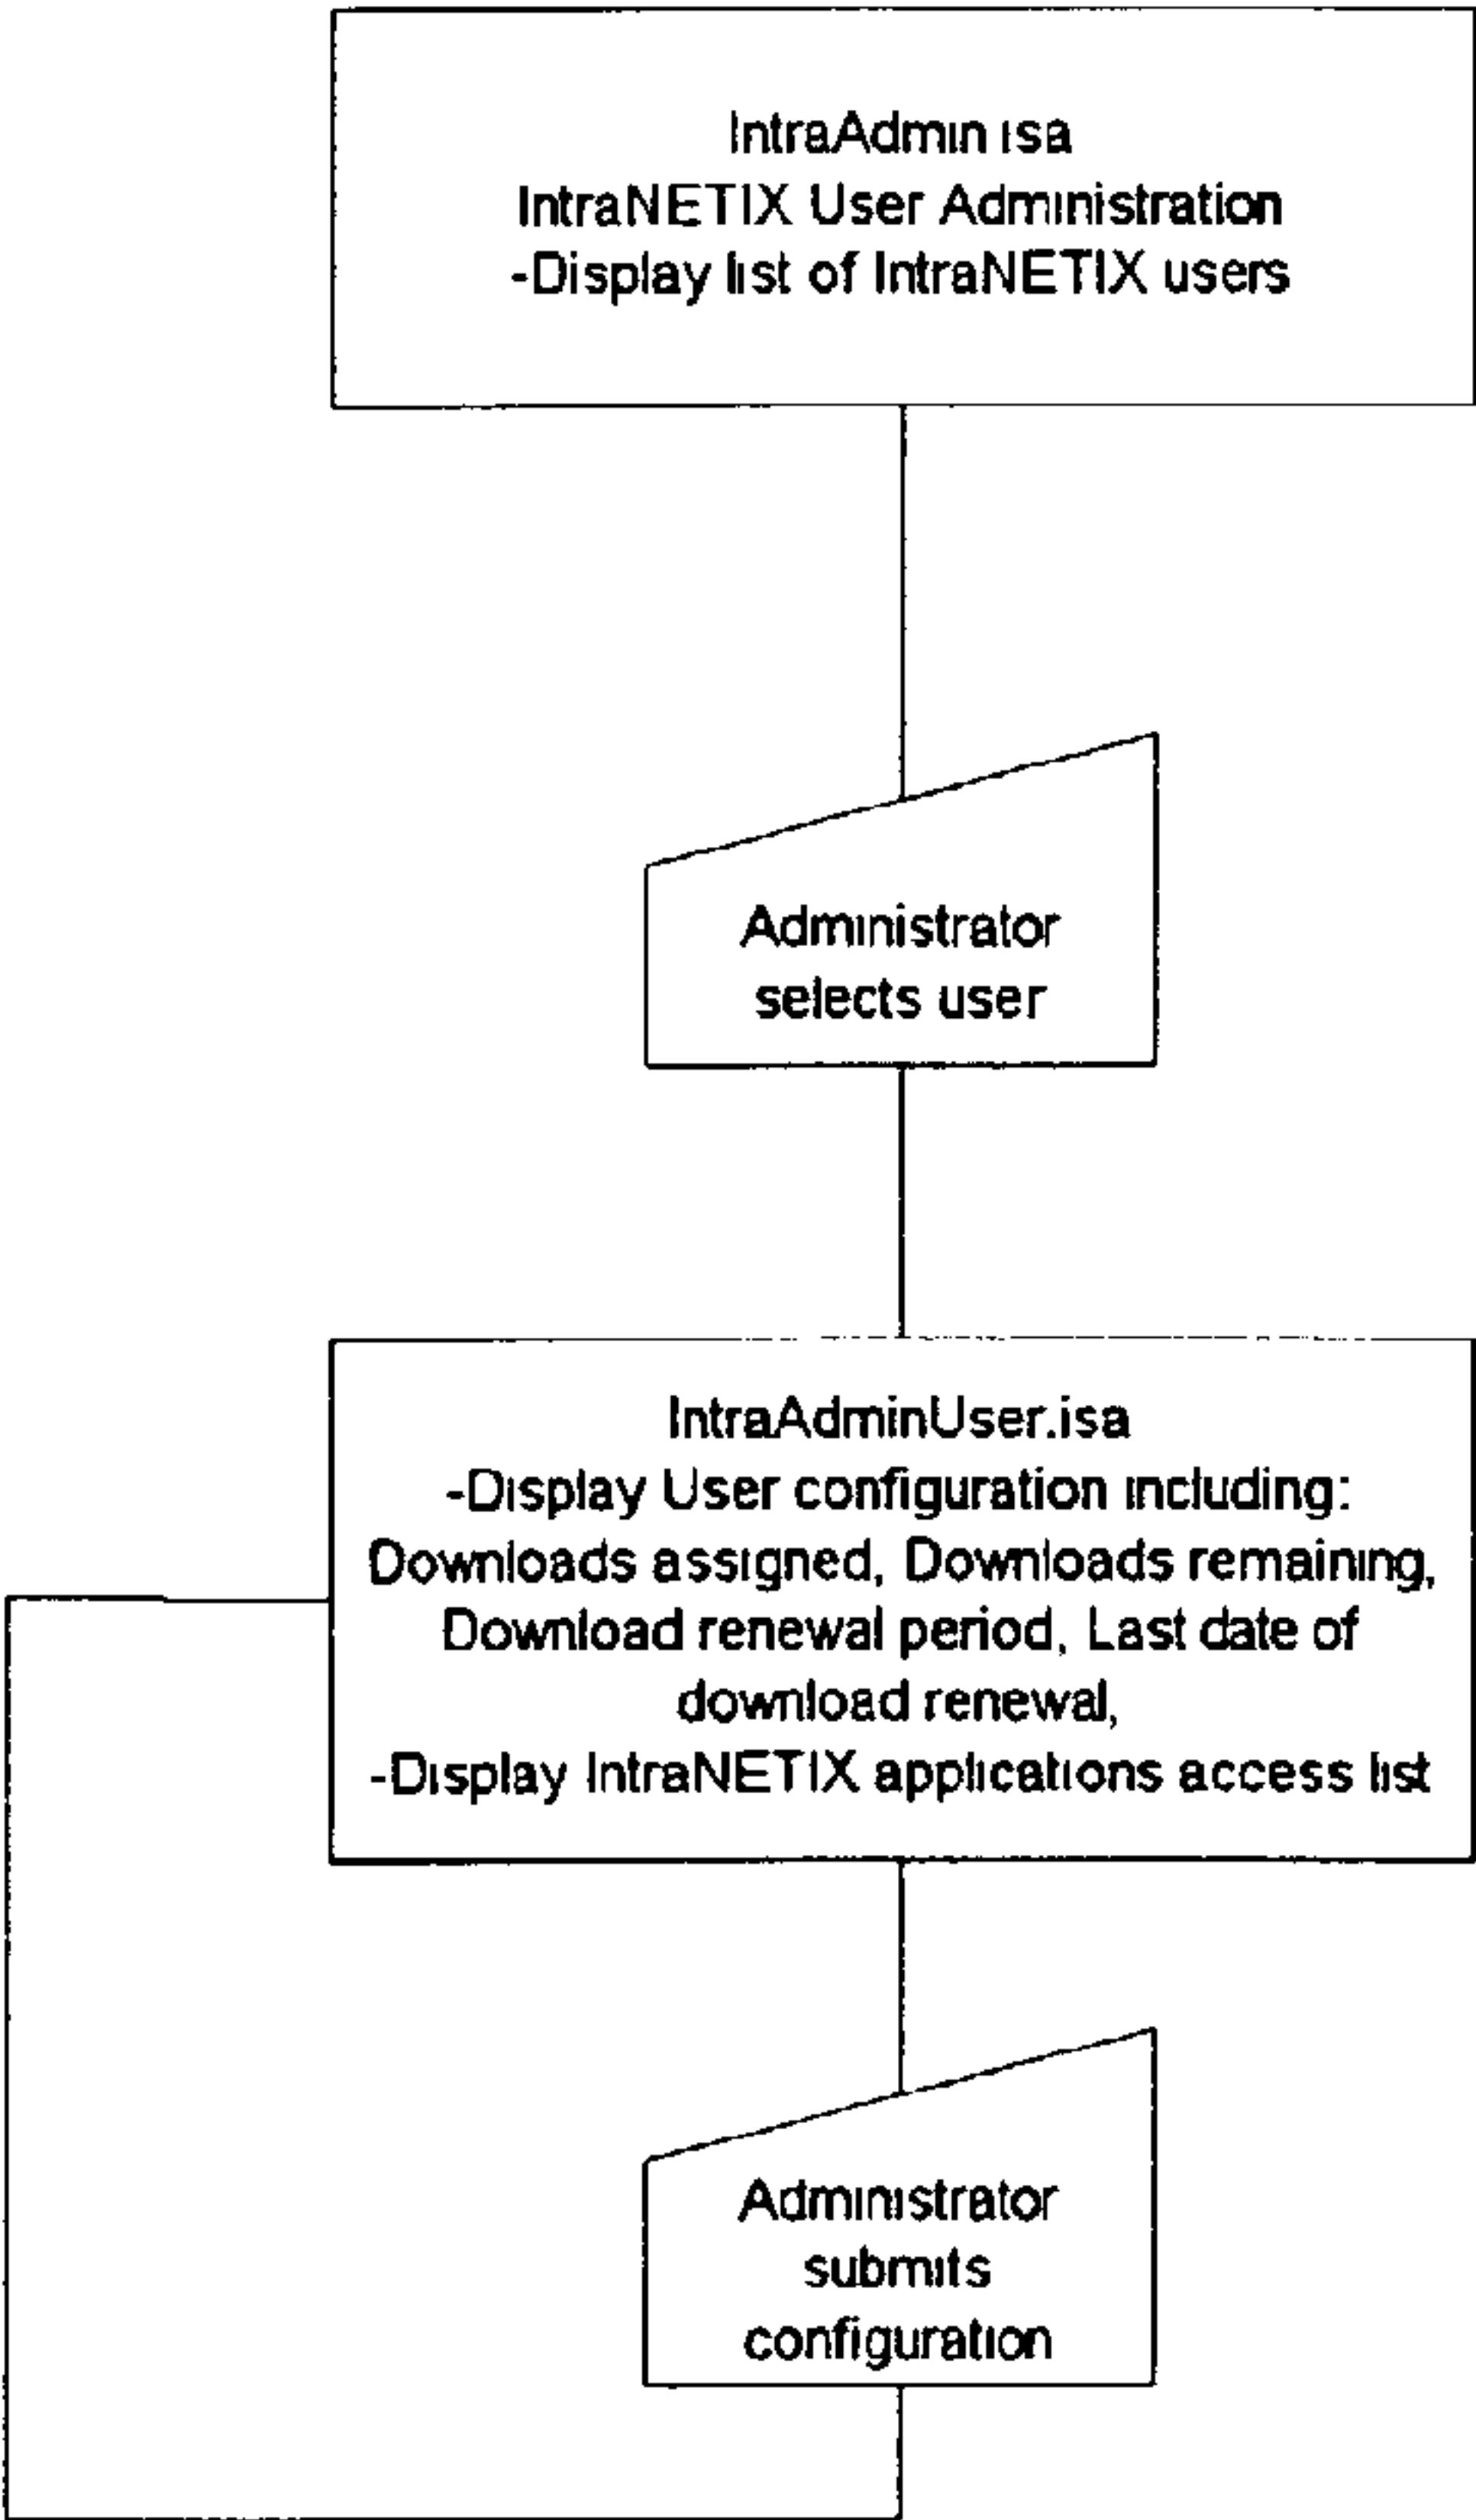 IntraAdmin isa
IntraNETIX User Administration
-Display list of IntraNETIX users
Administrator
selects user
IntraAdminUser.isa
-Display User configuration including:
Downloads assigned, Downloads remaining,
Download renewal period, Last date of
download renewal,
-Display IntraNETIX applications access list
Administrator
submits
configuration